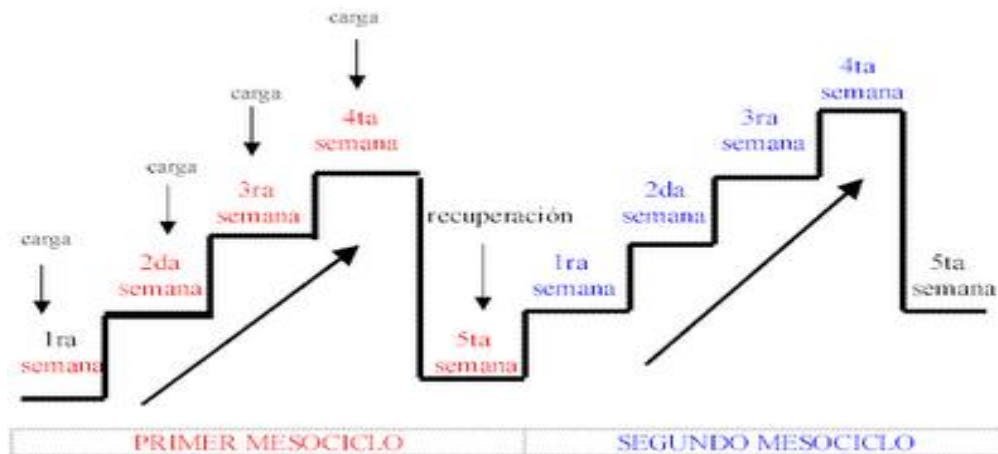 carga
4ta
semana
carga
3ra
semana
carga
2da
semana
carga
1ra
semana
recuperación
5ta
semana
1ra
semana
2da
semana
3ra
semana
4ta
semana
5ta
semana
PRIMER MESOCICLO
SEGUNDO MESOCICLO